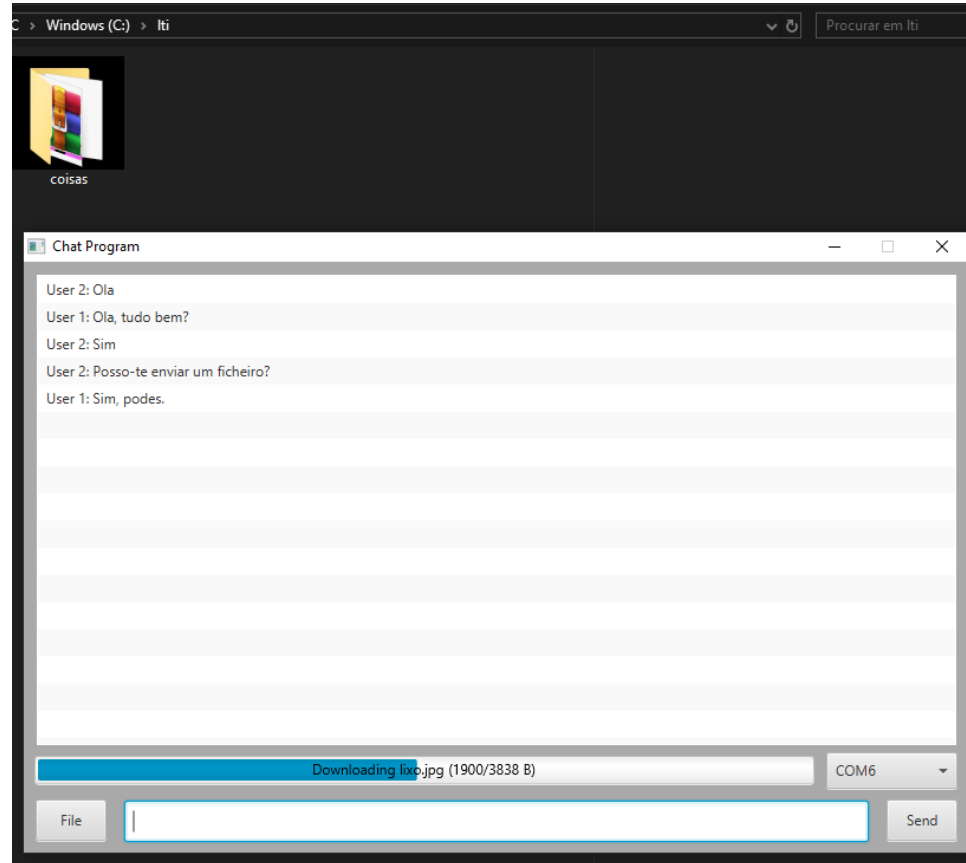 C > Windows (C:) > Iti
Procurar em Iti
coisas
Chat Program
User 2: Ola
User 1: Ola, tudo bem?
User 2: Sim
User 2: Posso-te enviar um ficheiro?
User 1: Sim, podes.
Downloading lixo.jpg (1900/3838 B)
COM6
File
Send